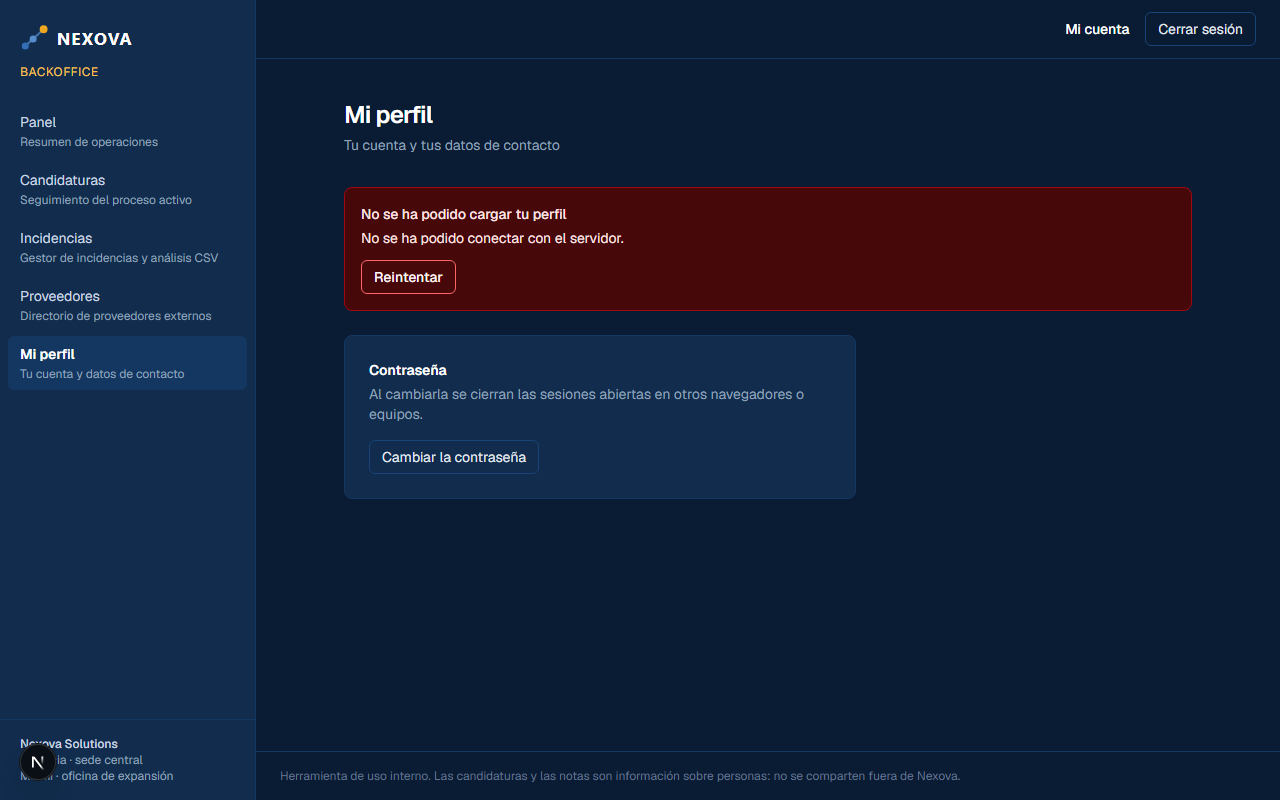 NEXOVA
BACKOFFICE
Panel
Resumen de operaciones
Candidaturas
Seguimiento del proceso activo
Incidencias
Gestor de incidencias y análisis CSV
Proveedores
Directorio de proveedores externos
Mi perfil
Tu cuenta y datos de contacto
Nexova Solutions
· sede central
· oficina de expansión
N
Mi cuenta
Cerrar sesión
Mi perfil
Tu cuenta y tus datos de contacto
No se ha podido cargar tu perfil
No se ha podido conectar con el servidor.
Reintentar
Contraseña
Al cambiarla se cierran las sesiones abiertas en otros navegadores o
equipos.
Cambiar la contraseña
Herramienta de uso interno. Las candidaturas y las notas son información sobre personas: no se comparten fuera de Nexova.